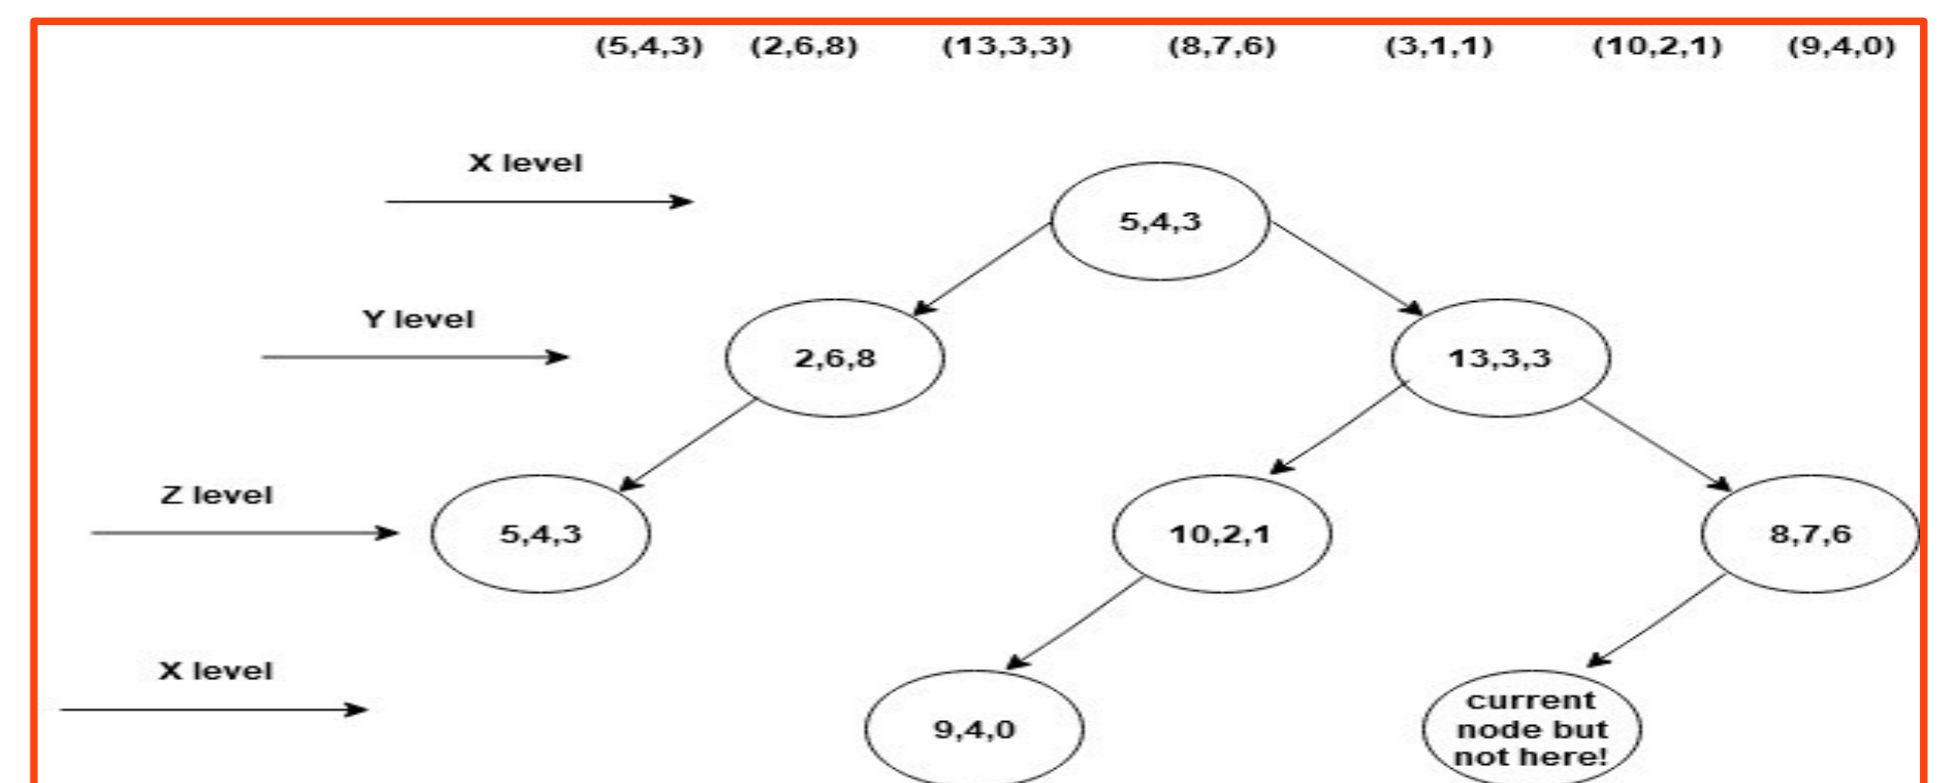 (5,4,3) (2,6,8) (13,3,3) (8,7,6) (3,1,1) (10,2,1) (9,4,0)
X level
5,4,3
Y level
2,6,8
13,3,3
Z level
5,4,3
10,2,1
8,7,6
X level
9,4,0
current
node but
not here!